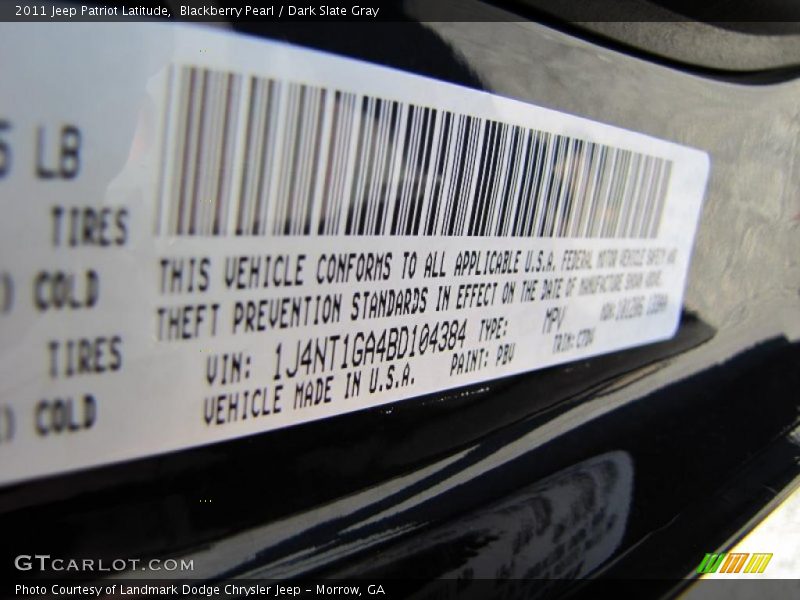 2011 Jeep Patriot Latitude, Blackberry Pearl / Dark Slate Gray
LB
TIRES
COLD
TIRES
COLD
THIS VEHICLE CONFORMS TO ALL APPLICABLE U.S.A. FEDERAL MOTOR VEHICLE SAFETY AND
THEFT PREVENTION STANDARDS IN EFFECT ON THE DATE OF MANUFACTURE SHOWN ABOVE.
VIN: 1J4NT1GA4BD104384 TYPE: MPV
VEHICLE MADE IN U.S.A. PAINT: PBV
GTCARLOT.COM
Photo Courtesy of Landmark Dodge Chrysler Jeep – Morrow, GA